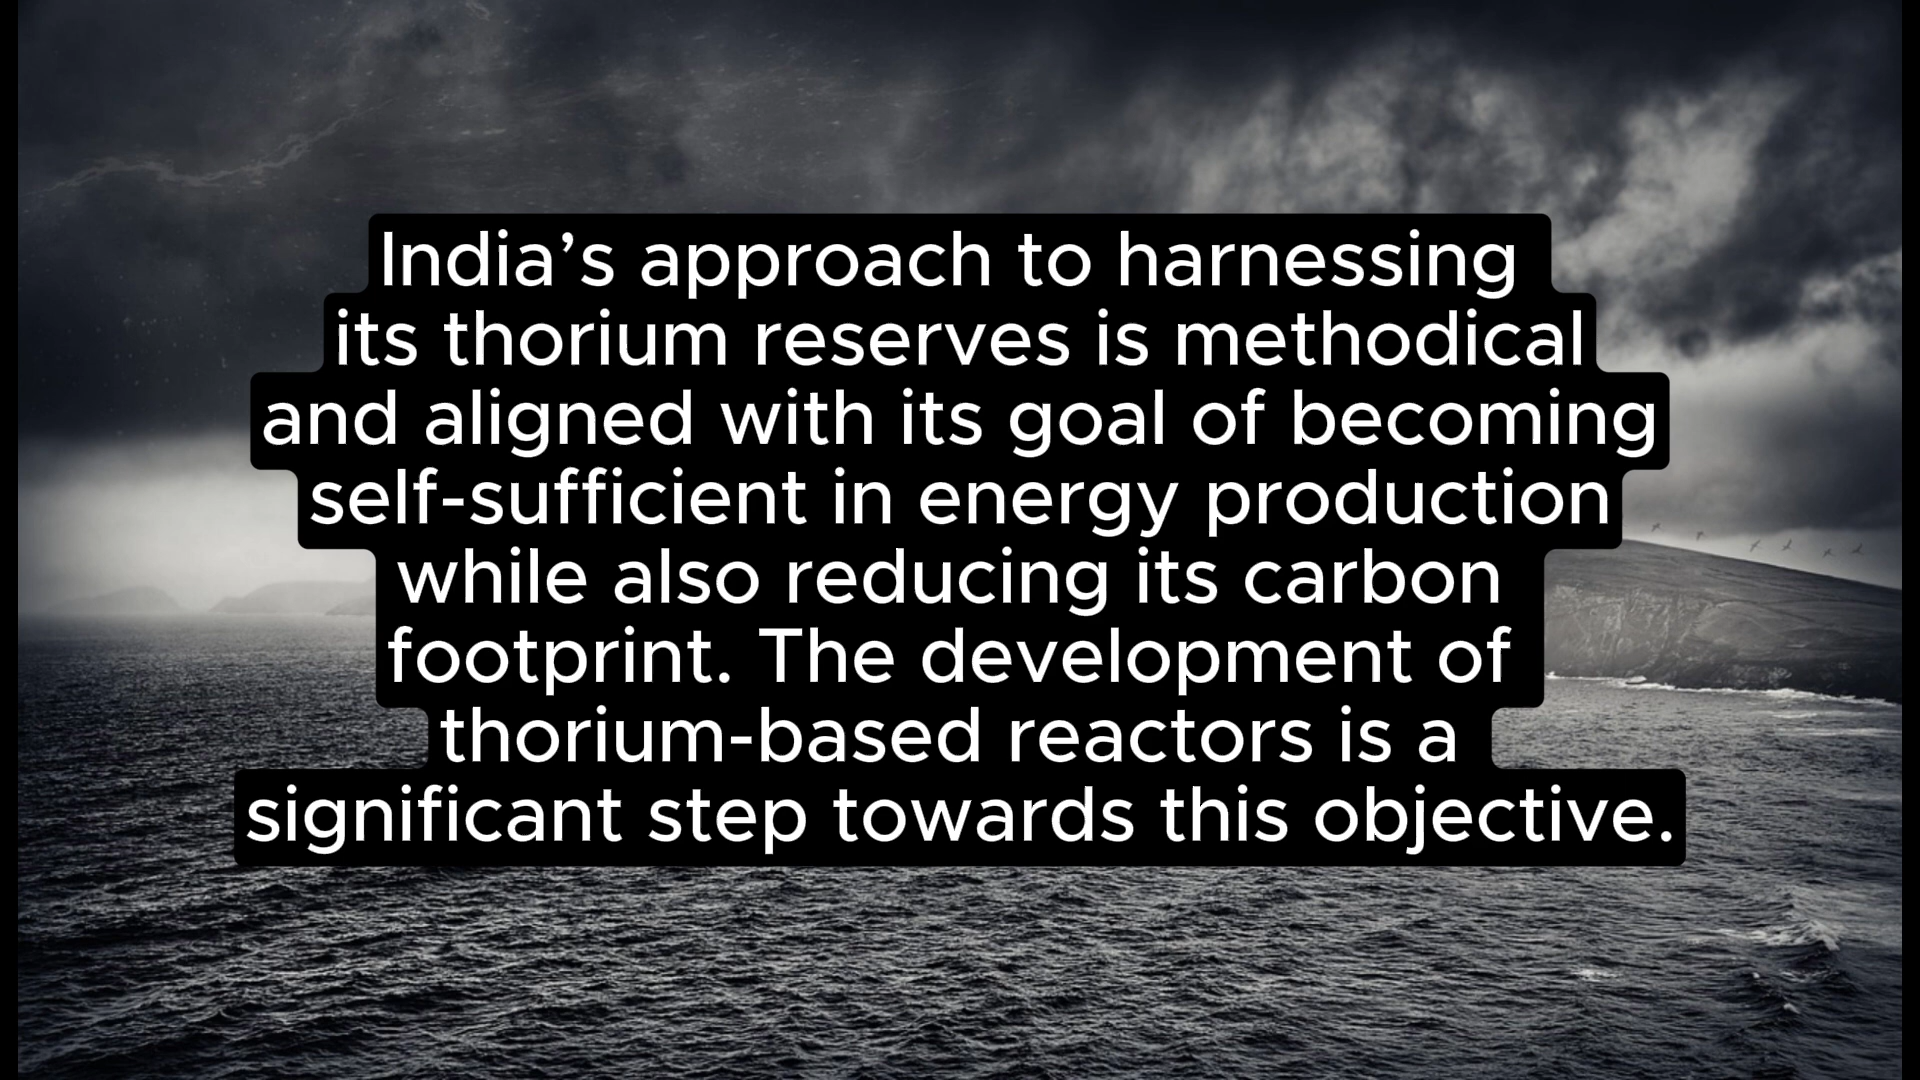 India’s approach to harnessing
its thorium reserves is methodical
and aligned with its goal of becoming
self-sufficient in energy production
while also reducing its carbon
footprint. The development of
thorium-based reactors is a
significant step towards this objective.